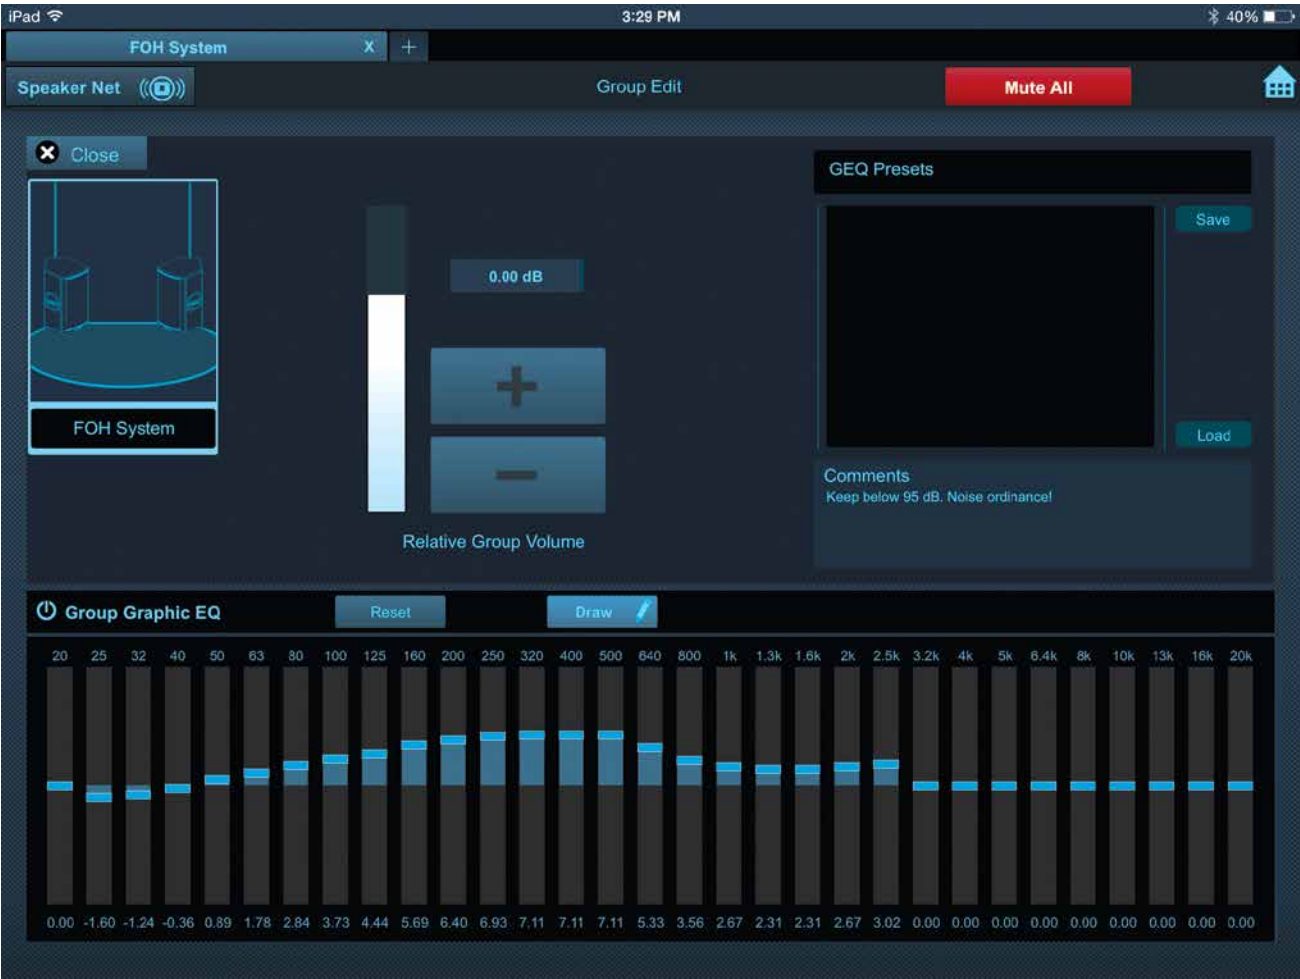 iPad 3:29 PM 40%
FOH System X +
Speaker Net Group Edit Mute All
Close
GEQ Presets
Save
0.00 dB
+
FOH System
Load
−
Comments
Keep below 95 dB. Noise ordinance!
Relative Group Volume
Group Graphic EQ Reset Draw
20 25 32 40 50 63 80 100 125 160 200 250 320 400 500 640 800 1k 1.3k 1.6k 2k 2.5k 3.2k 4k 5k 6.4k 8k 10k 13k 16k 20k
0.00 -1.60 -1.24 -0.36 0.89 1.78 2.84 3.73 4.44 5.69 6.40 6.93 7.11 7.11 7.11 5.33 3.56 2.67 2.31 2.31 2.67 3.02 0.00 0.00 0.00 0.00 0.00 0.00 0.00 0.00 0.00